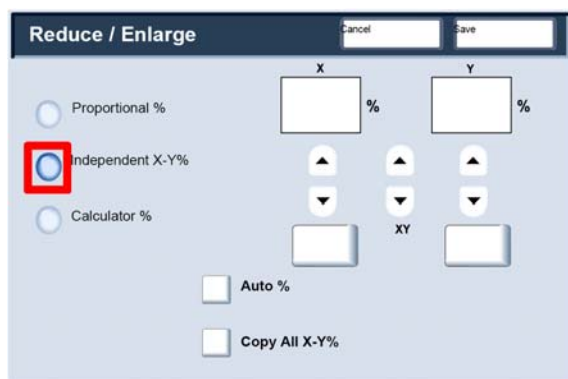 Reduce / Enlarge
Cancel
Save
X
Y
Proportional %
%
%
Independent X-Y%
Calculator %
XY
Auto %
Copy All X-Y%